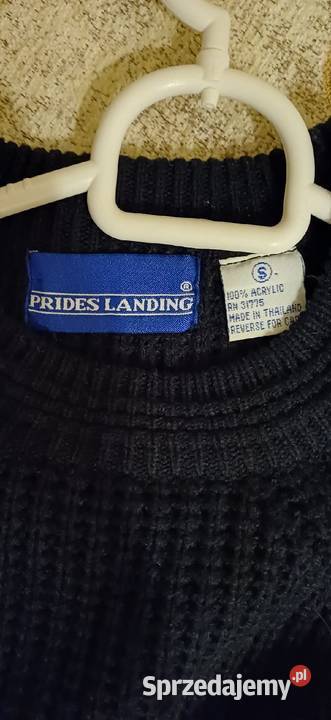 ®
PRIDES LANDING
S
100% ACRYLIC
RN 31775
MADE IN THAILAND
REVERSE FOR CARE
Sprzedajemy.pl